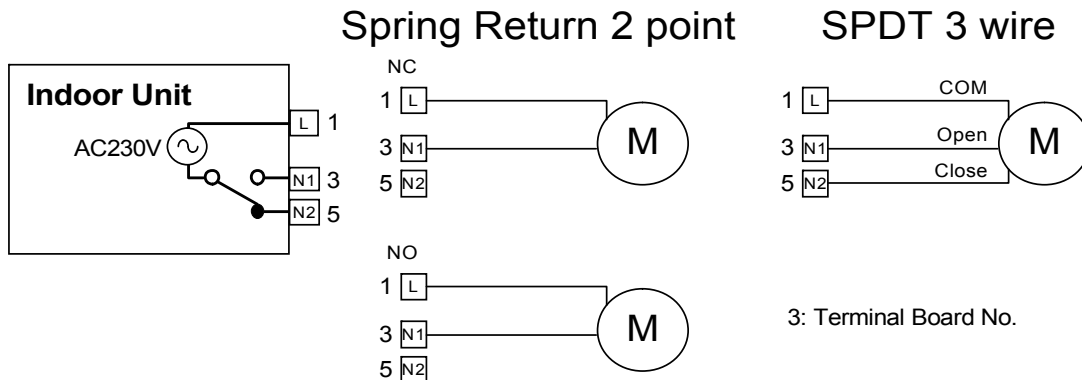 Spring Return 2 point
SPDT 3 wire
Indoor Unit
AC230V
L 1
N1 3
N2 5
NC
1 L
3 N1
5 N2
M
NO
1 L
3 N1
5 N2
M
1 L COM
3 N1 Open
5 N2 Close
M
3: Terminal Board No.